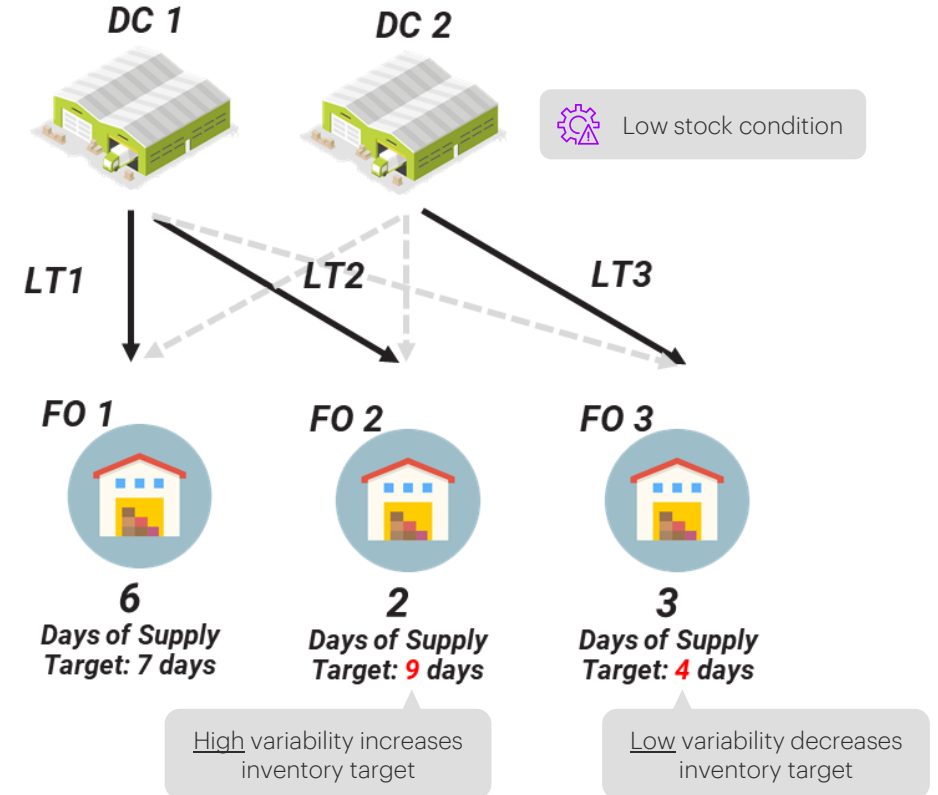 DC 1
DC 2
Low stock condition
LT1
LT2
LT3
FO 1
FO 2
FO 3
6
Days of Supply
Target: 7 days
2
Days of Supply
Target: 9 days
3
Days of Supply
Target: 4 days
High variability increases
inventory target
Low variability decreases
inventory target